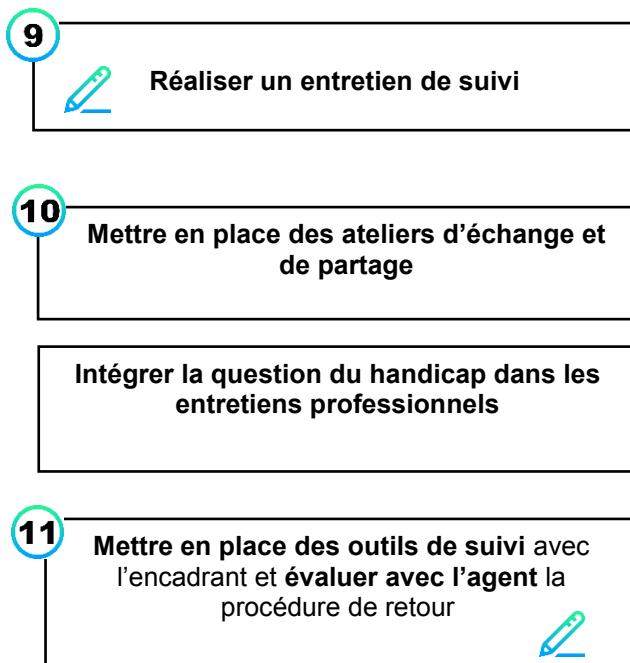 9
Réaliser un entretien de suivi
10
Mettre en place des ateliers d’échange et
de partage
Intégrer la question du handicap dans les
entretiens professionnels
11
Mettre en place des outils de suivi avec
l’encadrant et évaluer avec l’agent la
procédure de retour